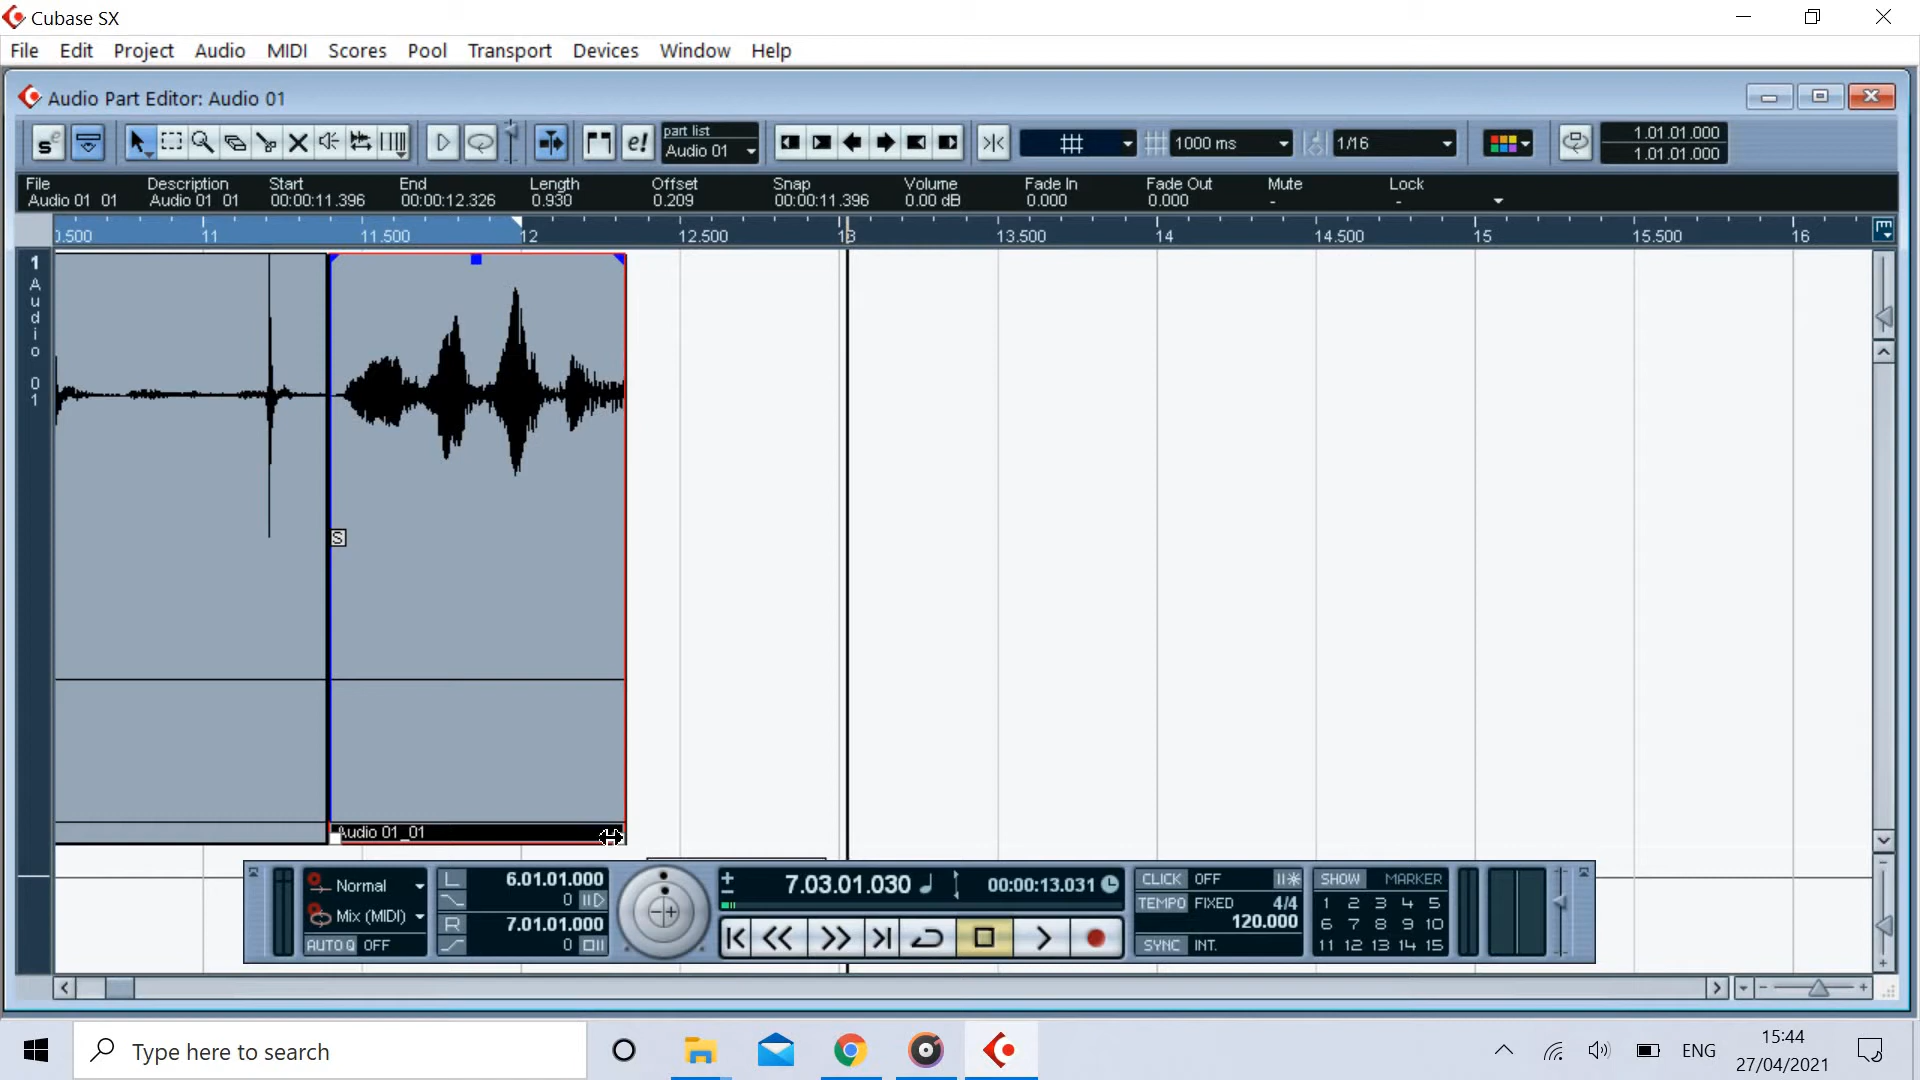 Cubase SX
File Edit Project Audio MIDI Scores Pool Transport Devices Window Help
Audio Part Editor: Audio 01
part list
Audio 01
1000 ms
1/16
1.01.01.000
1.01.01.000
File Description Start End Length Offset Snap Volume Fade In Fade Out Mute Lock
Audio 01 01 Audio 01 01 00:00:11.396 00:00:12.326 0.930 0.209 00:00:11.396 0.00 dB 0.000 0.000 - -
0.500 11 11.500 12 12.500 13 13.500 14 14.500 15 15.500 16
1
Audio 01
S
Audio 01_01
Normal
Mix (MIDI)
AUTO Q OFF
L 6.01.01.000
0
R 7.01.01.000
0
7.03.01.030 00:00:13.031
CLICK OFF
TEMPO FIXED 4/4
120.000
SYNC INT.
SHOW MARKER
1 2 3 4 5
6 7 8 9 10
11 12 13 14 15
Type here to search
ENG
15:44
27/04/2021